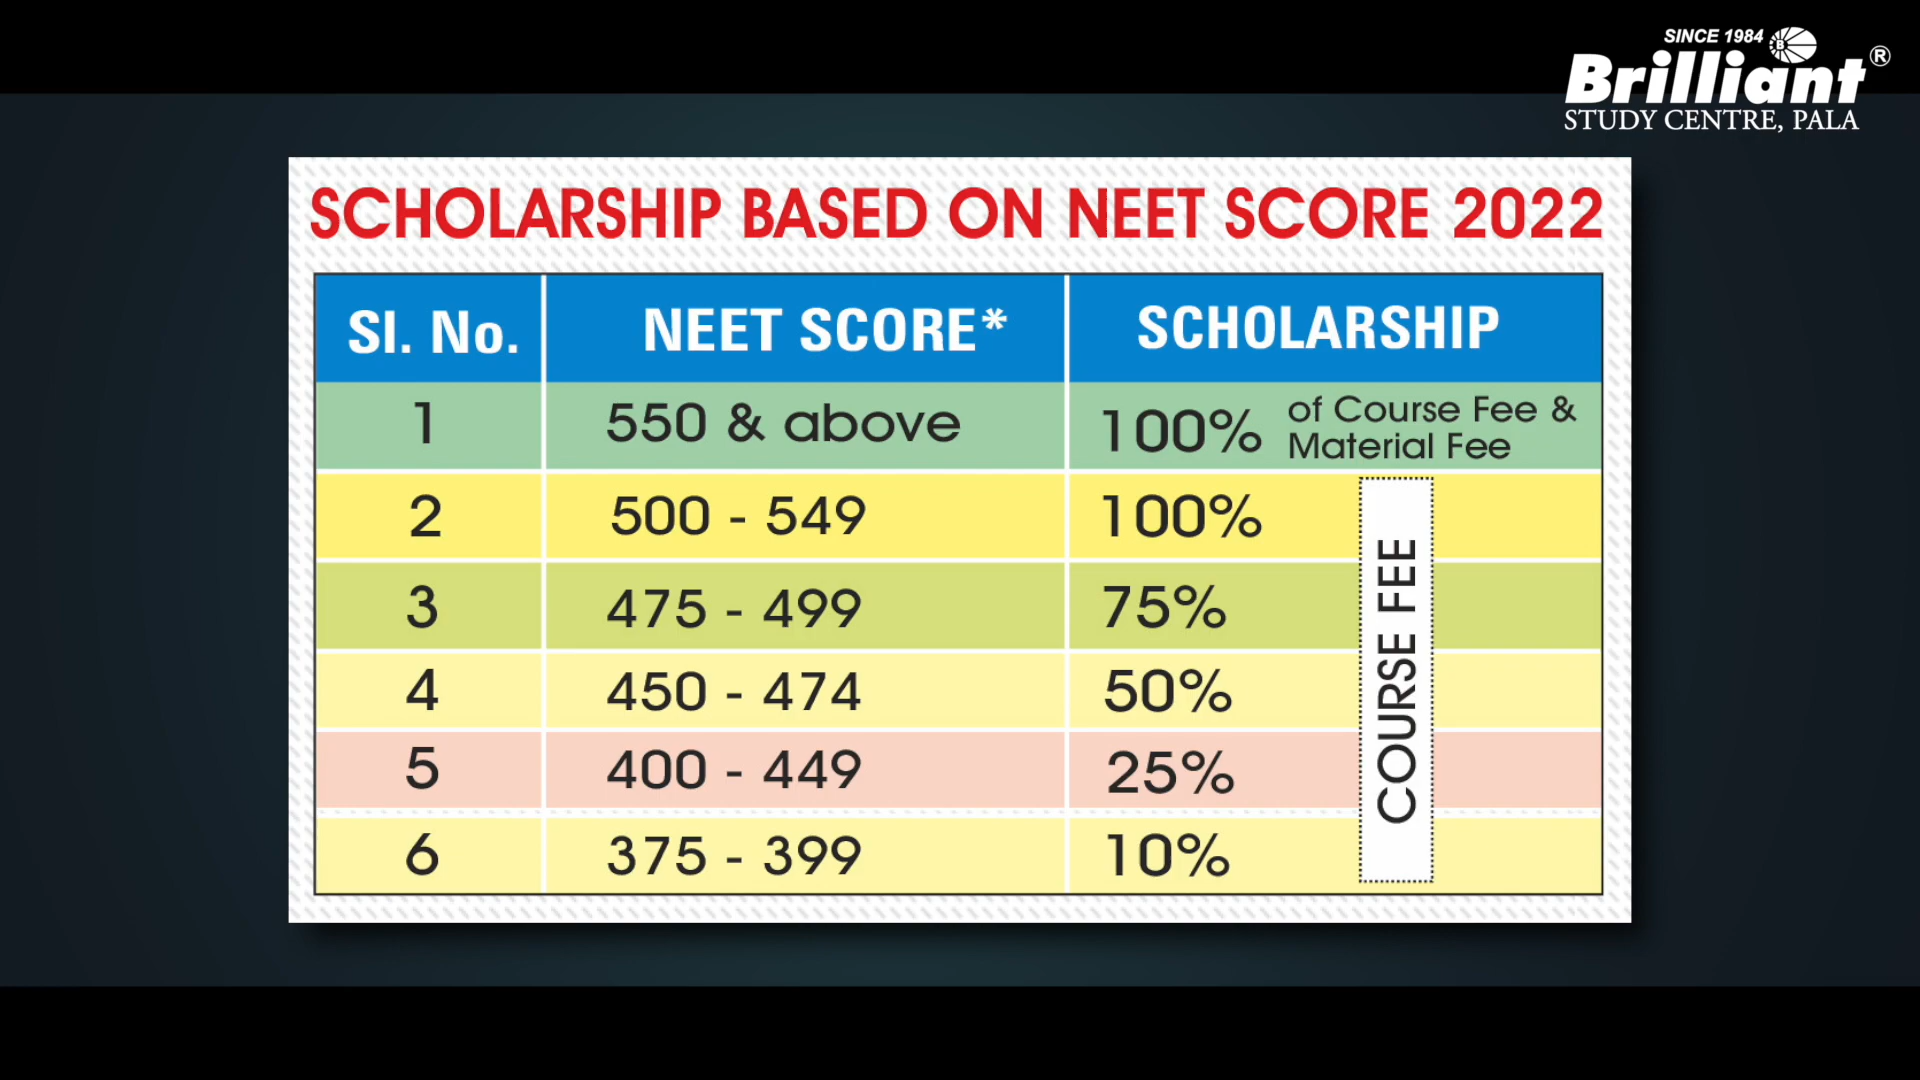 SINCE 1984
Brilliant®
STUDY CENTRE, PALA
SCHOLARSHIP BASED ON NEET SCORE 2022
SI. No. NEET SCORE* SCHOLARSHIP
1 550 & above 100% of Course Fee & Material Fee
2 500 - 549 100%
3 475 - 499 75%
4 450 - 474 50%
5 400 - 449 25%
6 375 - 399 10%
COURSE FEE